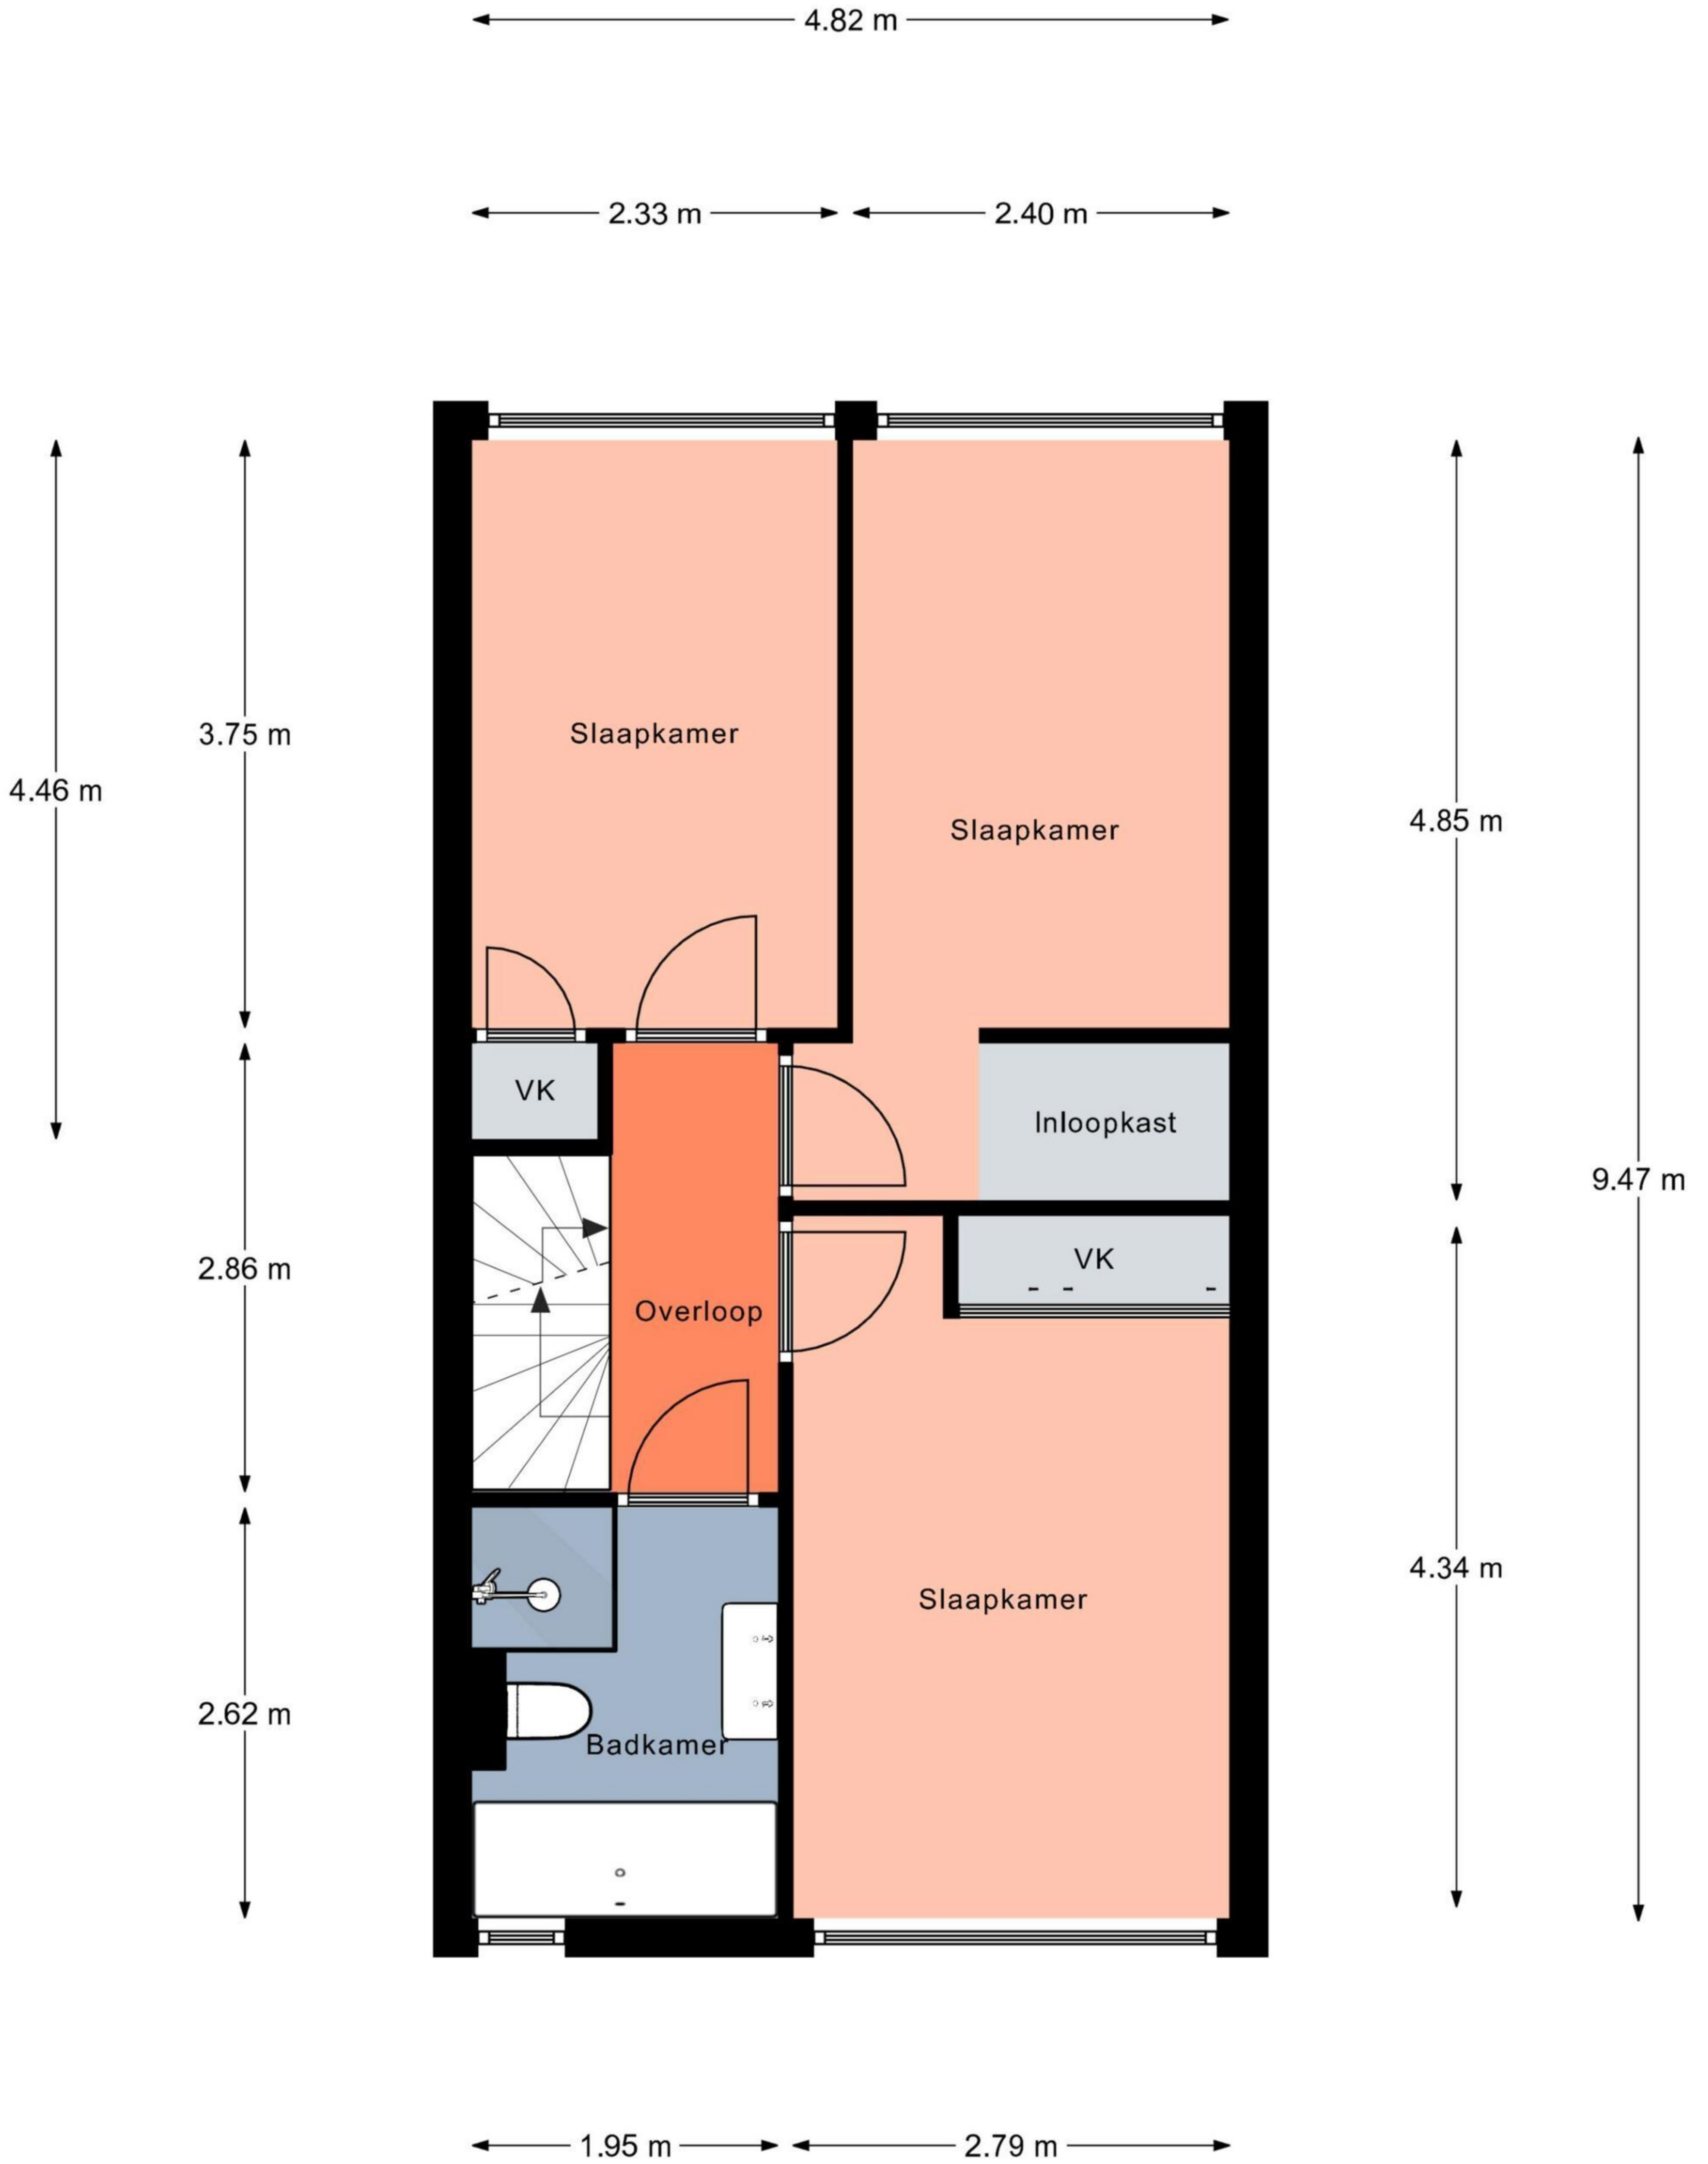 4.82 m
2.33 m
2.40 m
3.75 m
Slaapkamer
4.46 m
4.85 m
Slaapkamer
VK
Inloopkast
9.47 m
2.86 m
VK
Overloop
4.34 m
Slaapkamer
2.62 m
Badkamer
1.95 m
2.79 m